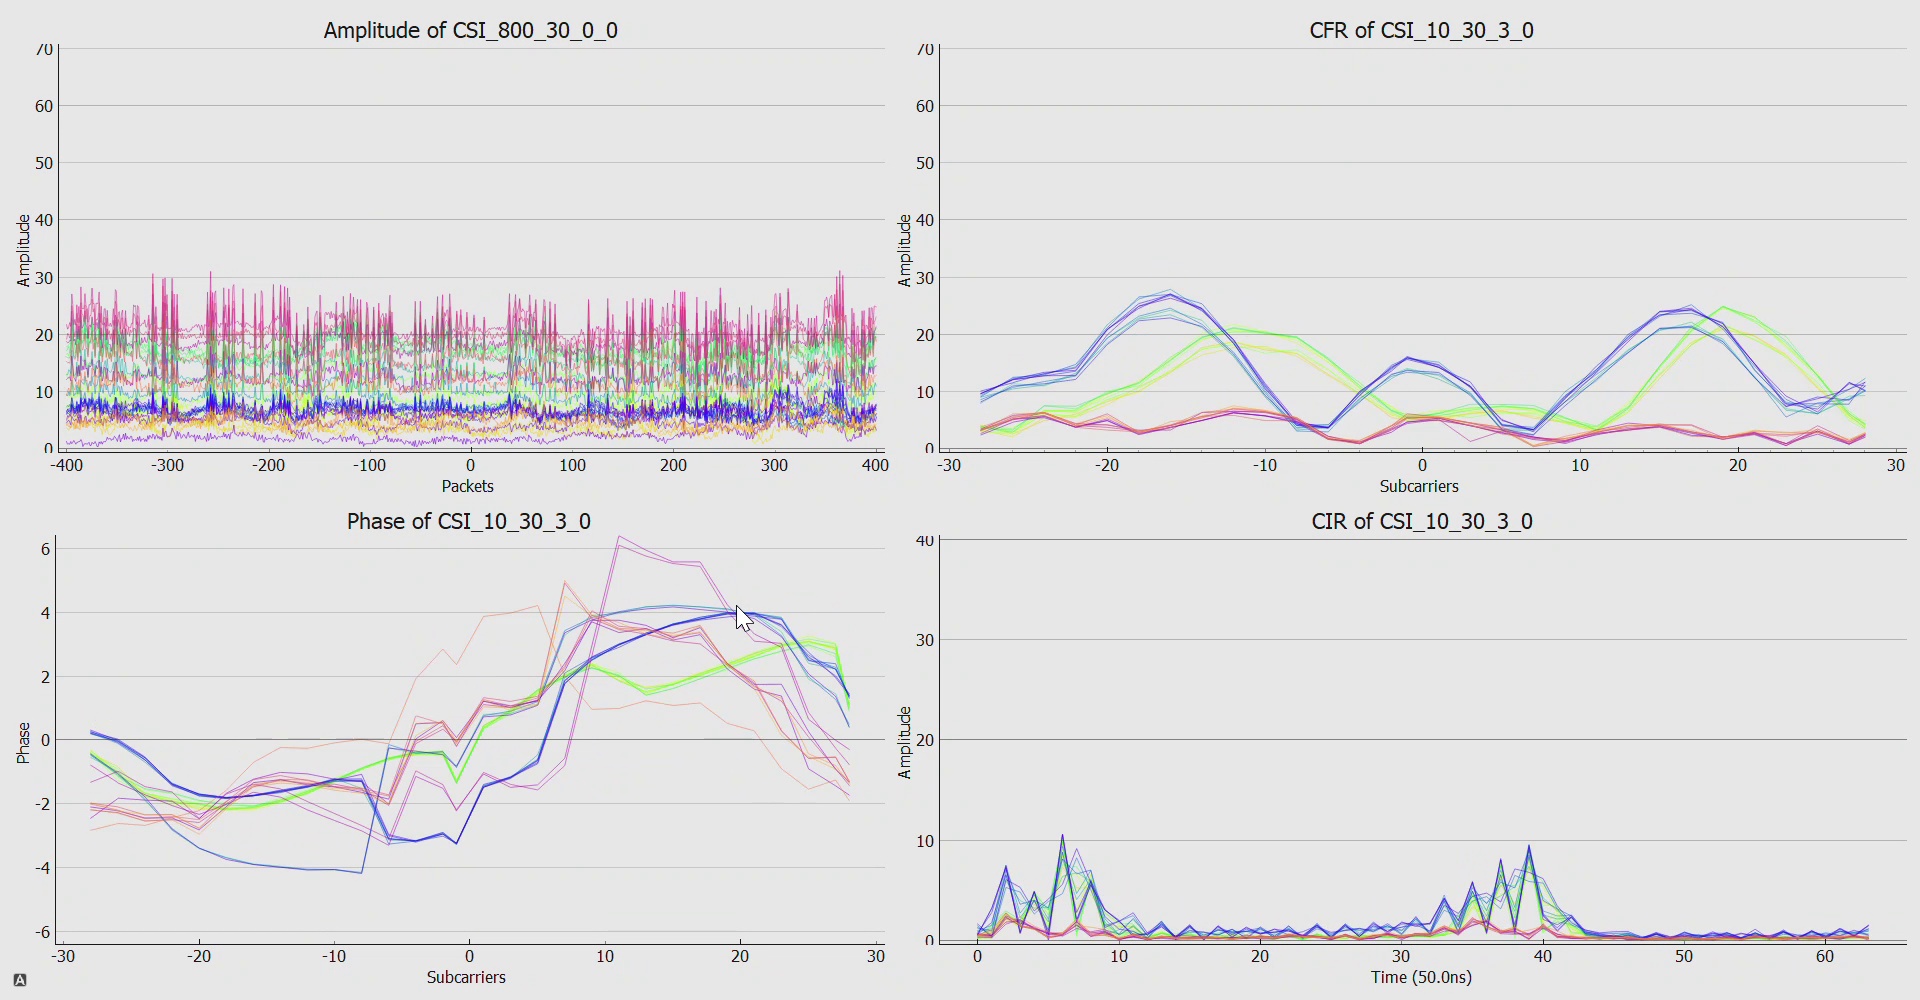 Amplitude of CSI_800_30_0_0
70
60
50
40
30
20
10
0
Amplitude
-400 -300 -200 -100 0 100 200 300 400
Packets
CFR of CSI_10_30_3_0
70
60
50
40
30
20
10
0
Amplitude
-30 -20 -10 0 10 20 30
Subcarriers
Phase of CSI_10_30_3_0
6
4
2
0
-2
-4
-6
Phase
-30 -20 -10 0 10 20 30
Subcarriers
A
CIR of CSI_10_30_3_0
40
30
20
10
0
Amplitude
0 10 20 30 40 50 60
Time (50.0ns)